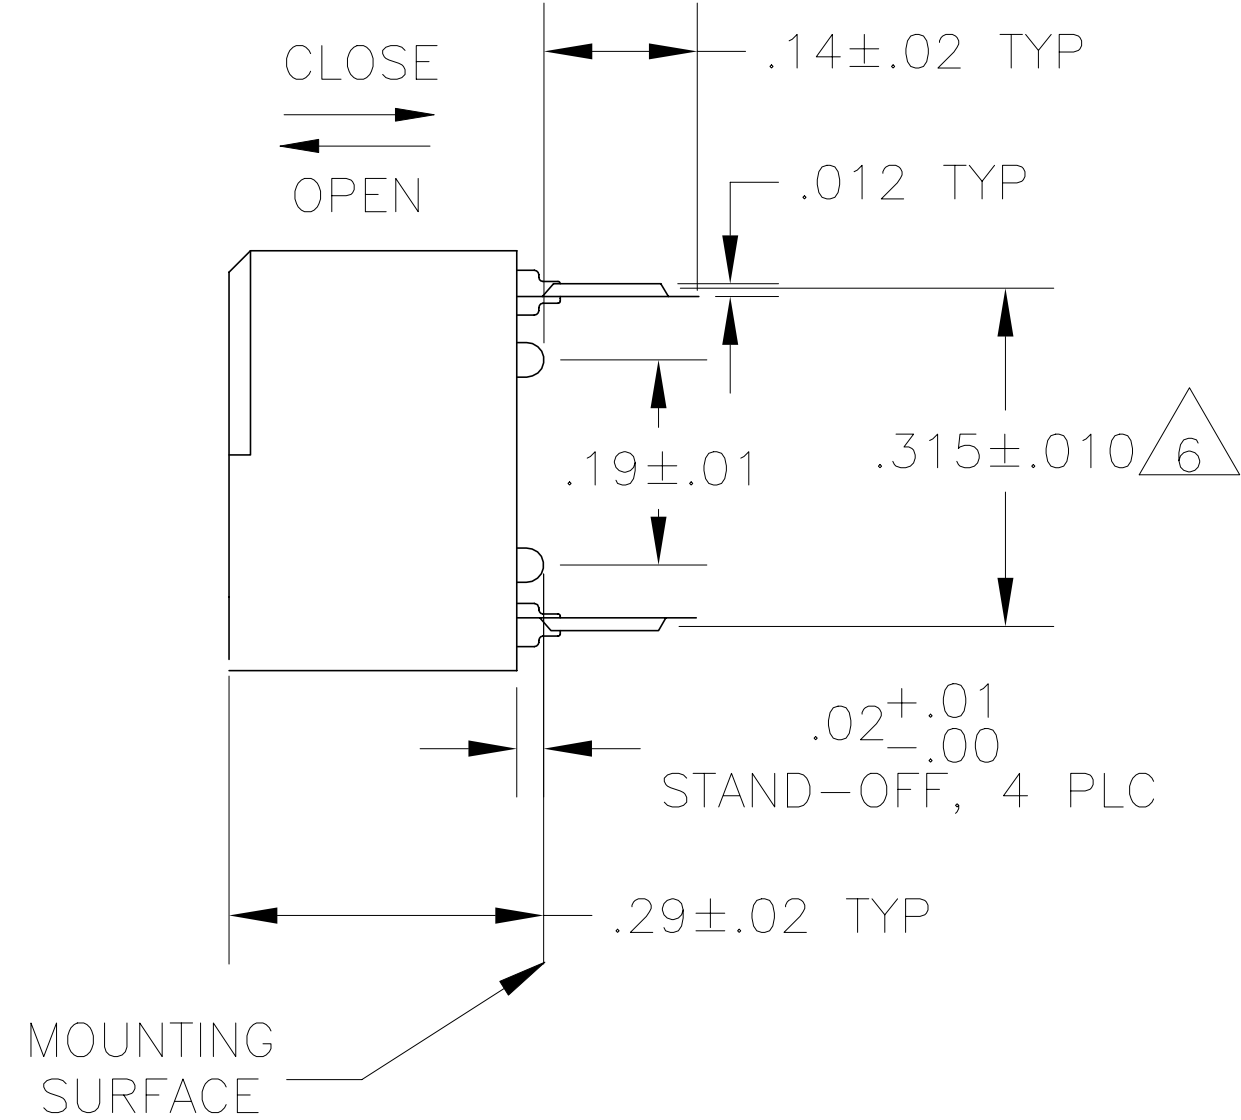 CLOSE
OPEN
.14±.02 TYP
.012 TYP
.19±.01
.315±.010 6
.02 +.01
-.00
STAND-OFF, 4 PLC
.29±.02 TYP
MOUNTING
SURFACE